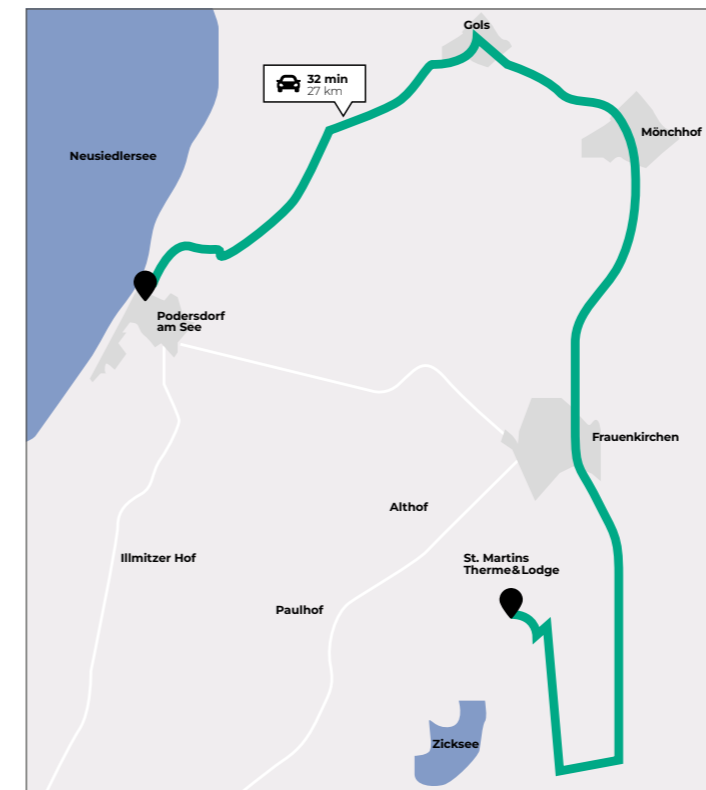 Gols
32 min
27 km
Mönchhof
Neusiedlersee
Podersdorf
am See
Frauenkirchen
Althof
Illmitzer Hof
St. Martins
Therme&Lodge
Paulhof
Zicksee